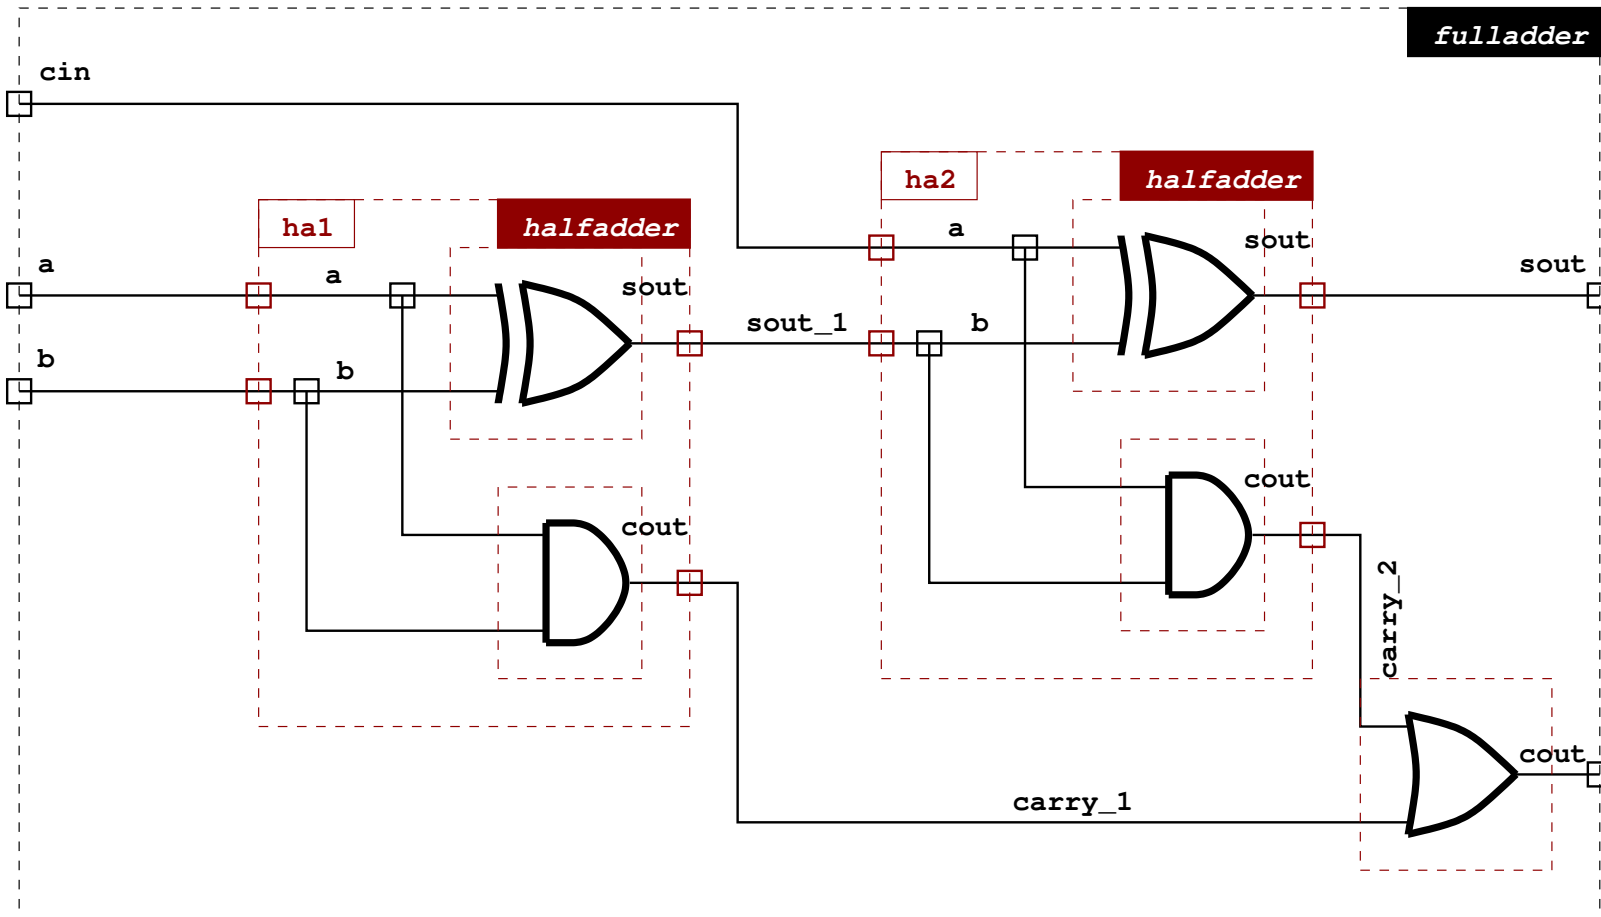 fulladder
cin
ha2
halfadder
ha1
halfadder
a
sout
a
a
sout
sout
b
sout_1
b
b
cout
cout
carry_2
cout
carry_1